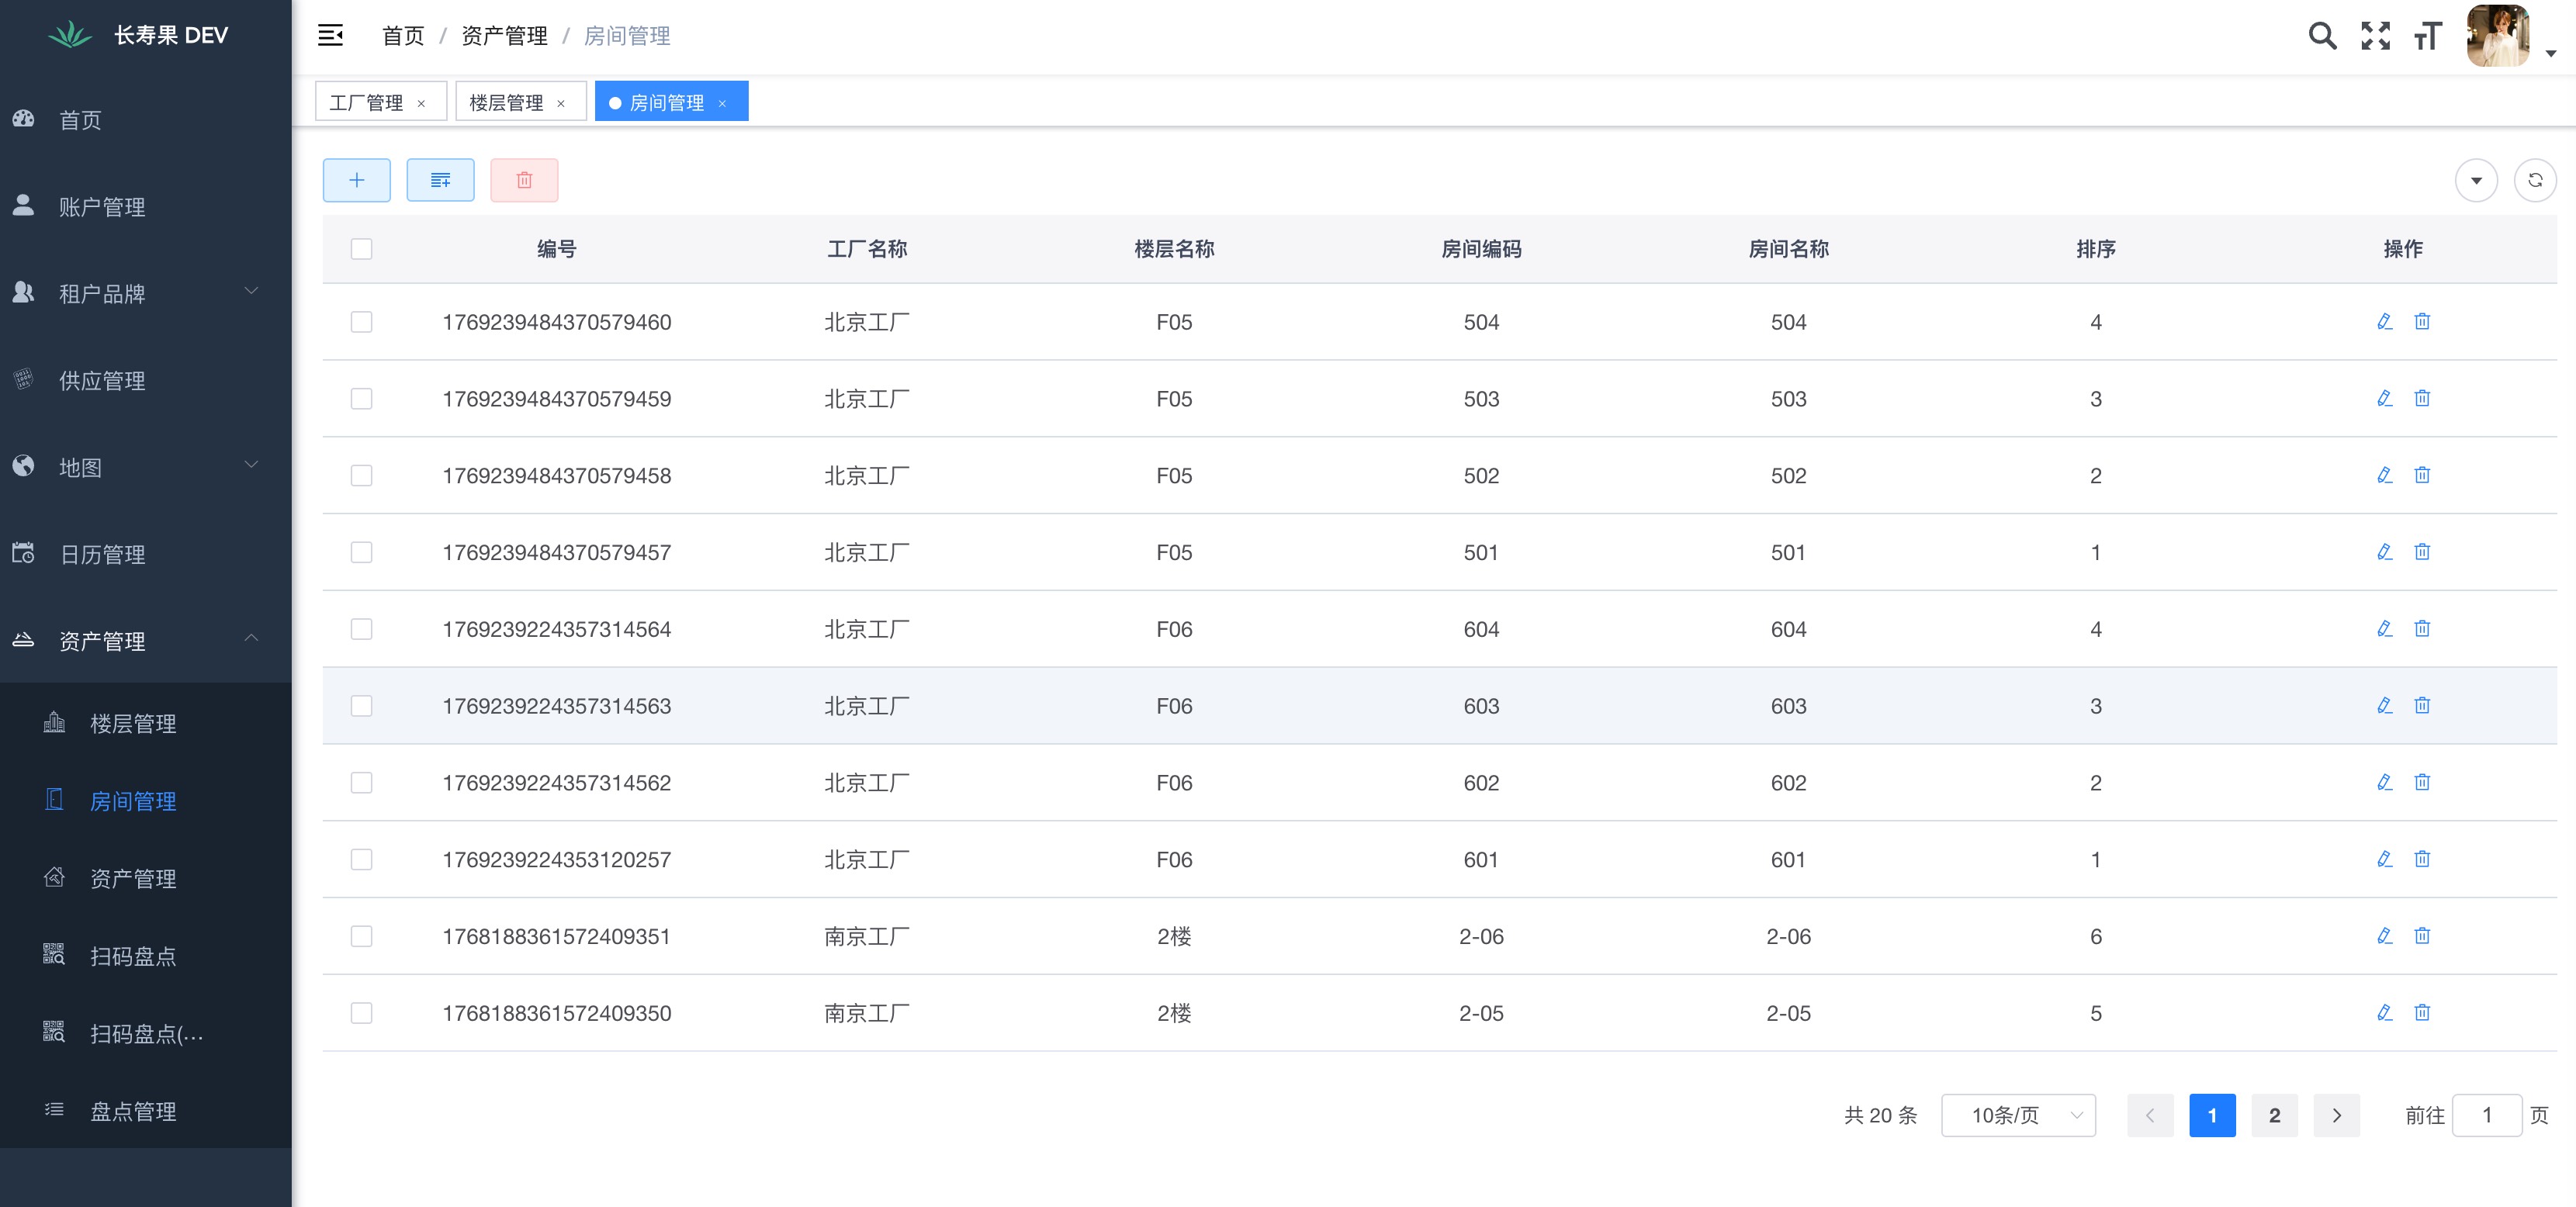 长寿果 DEV
首页 / 资产管理 / 房间管理
工厂管理 × 楼层管理 × 房间管理 ×
首页
账户管理
租户品牌
供应管理
地图
日历管理
资产管理
楼层管理
房间管理
资产管理
扫码盘点
扫码盘点(...
盘点管理
编号 工厂名称 楼层名称 房间编码 房间名称 排序 操作
1769239484370579460 北京工厂 F05 504 504 4
1769239484370579459 北京工厂 F05 503 503 3
1769239484370579458 北京工厂 F05 502 502 2
1769239484370579457 北京工厂 F05 501 501 1
1769239224357314564 北京工厂 F06 604 604 4
1769239224357314563 北京工厂 F06 603 603 3
1769239224357314562 北京工厂 F06 602 602 2
1769239224353120257 北京工厂 F06 601 601 1
1768188361572409351 南京工厂 2楼 2-06 2-06 6
1768188361572409350 南京工厂 2楼 2-05 2-05 5
共 20 条 10条/页 1 2 前往 1 页